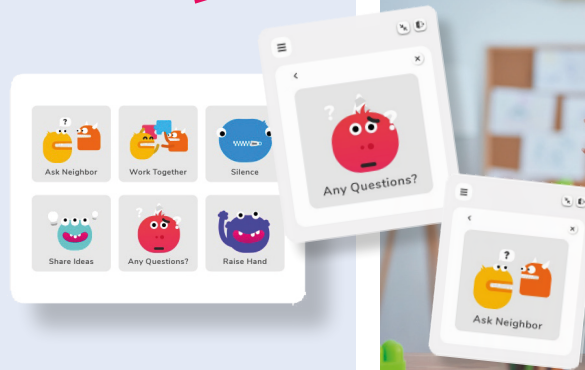 Ask Neighbor
Work Together
Silence
Share Ideas
Any Questions?
Raise Hand
?
? ?
Any Questions?
?
Ask Neighbor